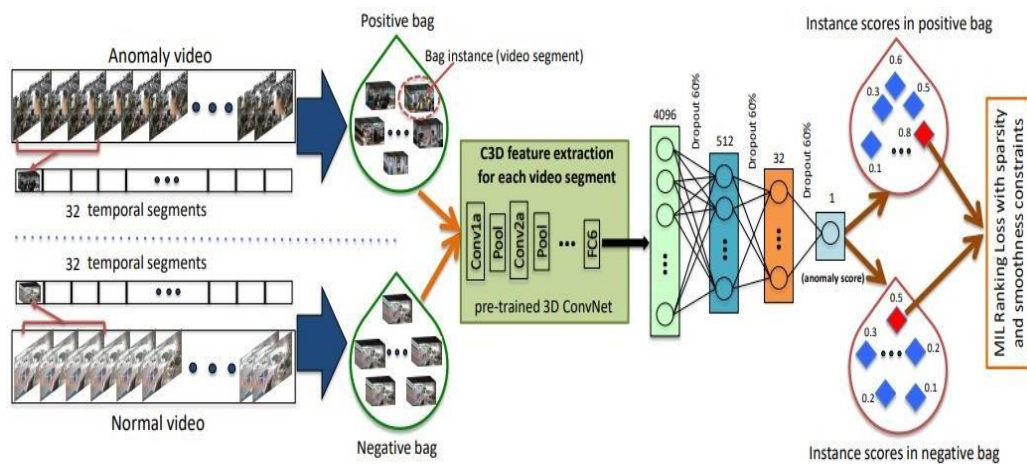 Anomaly video
32 temporal segments
32 temporal segments
Normal video
Positive bag
Bag instance (video segment)
Negative bag
C3D feature extraction
for each video segment
Conv1a
Pool
Conv2a
Pool
FC6
pre-trained 3D ConvNet
4096
Dropout 60%
512
Dropout 60%
32
Dropout 60%
1
(anomaly score)
Instance scores in positive bag
0.6
0.3
0.5
0.8
0.1
0.5
0.3
0.2
0.2
0.1
Instance scores in negative bag
MIL Ranking Loss with sparsity
and smoothness constraints